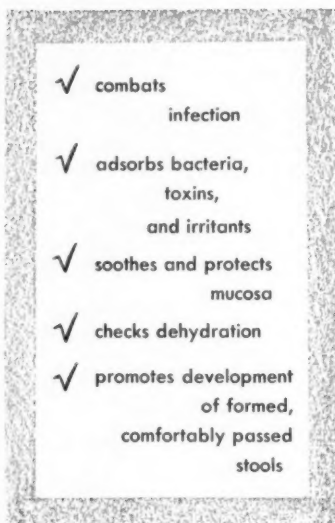 √ combats
infection
√ adsorbs bacteria,
toxins,
and irritants
√ soothes and protects
mucosa
√ checks dehydration
√ promotes development
of formed,
comfortably passed
stools